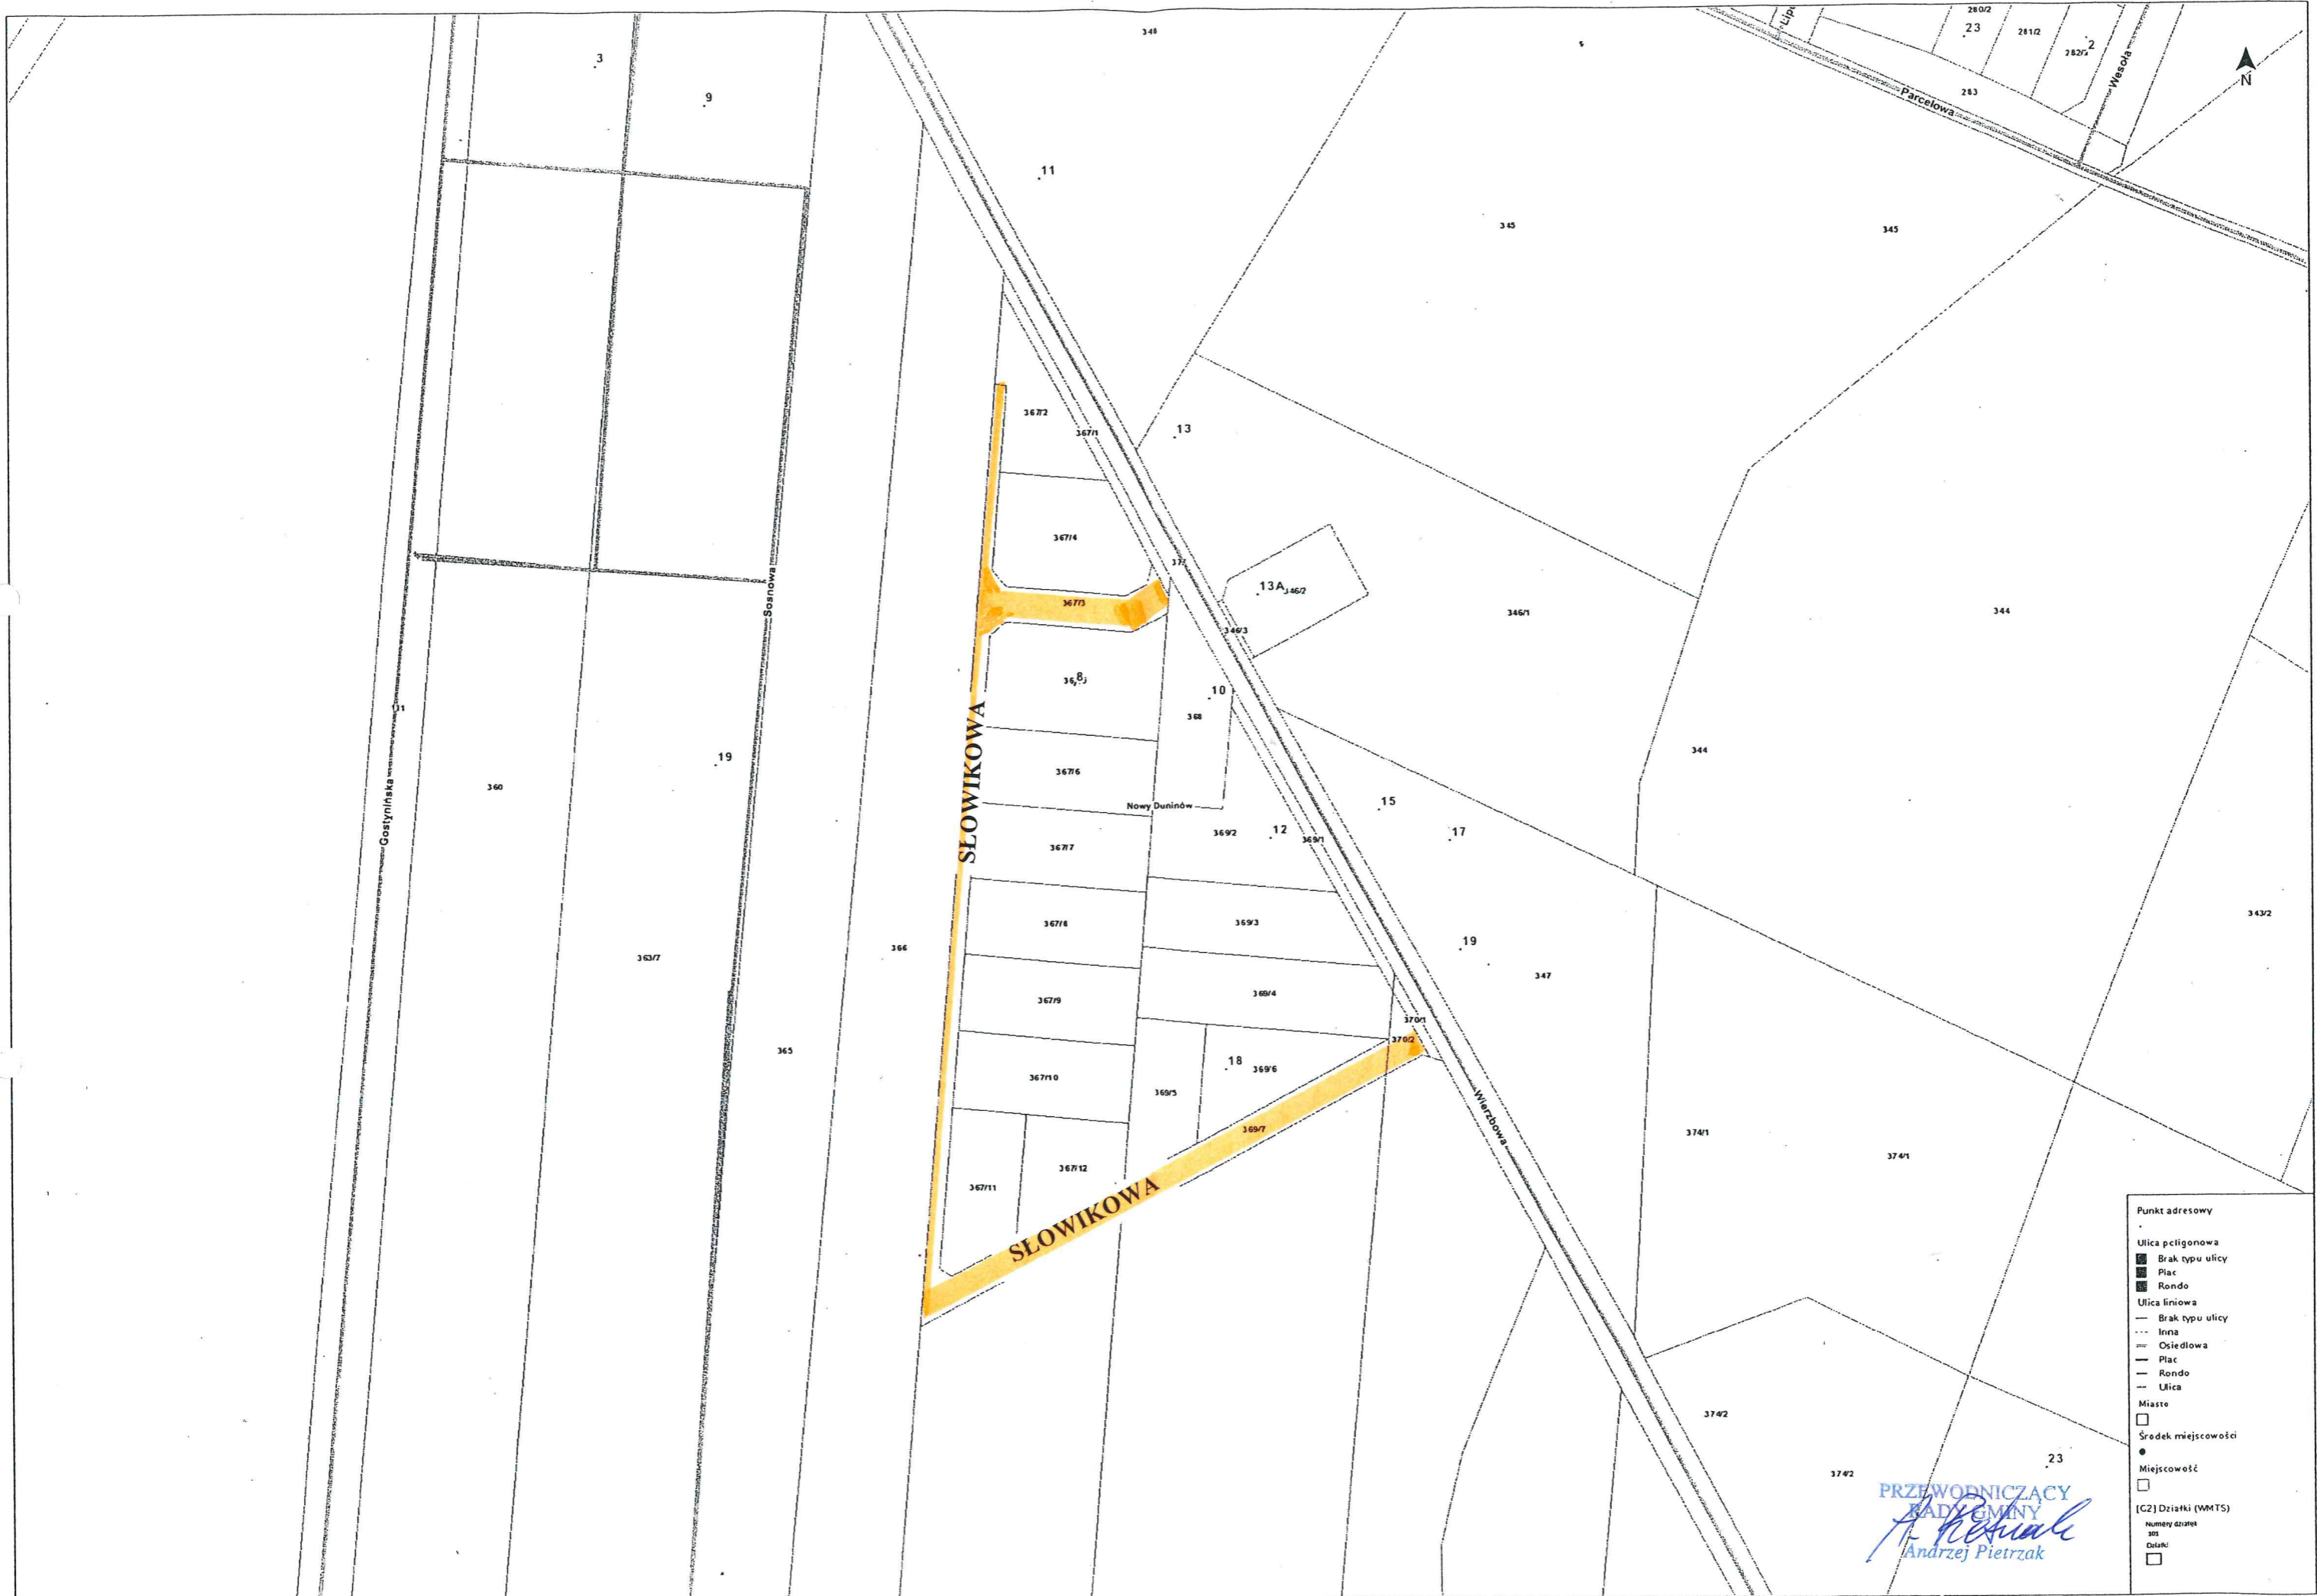 348
280/2
23
281/2
282/2
2
Wesoła
N
3
9
283
Parcelowa
11
345
345
367/2
367/1
13
367/4
13A
346/2
367/3
346/1
344
346/3
Sosnowa
8
10
368
111
SŁOWIKOWA
344
19
360
367/6
Nowy Duninów
15
Gostynińska
369/2
12
369/1
17
367/7
367/8
369/3
343/2
19
366
363/7
347
367/9
369/4
370/1
370/2
365
18
369/6
367/10
369/5
Wierzbowa
369/7
374/1
374/1
367/12
367/11
SŁOWIKOWA
374/2
374/2
23
PRZEWODNICZĄCY
RADY GMINY
Andrzej Pietrzak
Punkt adresowy
Ulica poligonowa
Brak typu ulicy
Plac
Rondo
Ulica liniowa
Brak typu ulicy
Inna
Osiedlowa
Plac
Rondo
Ulica
Miasto
Środek miejscowości
Miejscowość
[G2] Działki (WMTS)
Numery działek
301
Działki